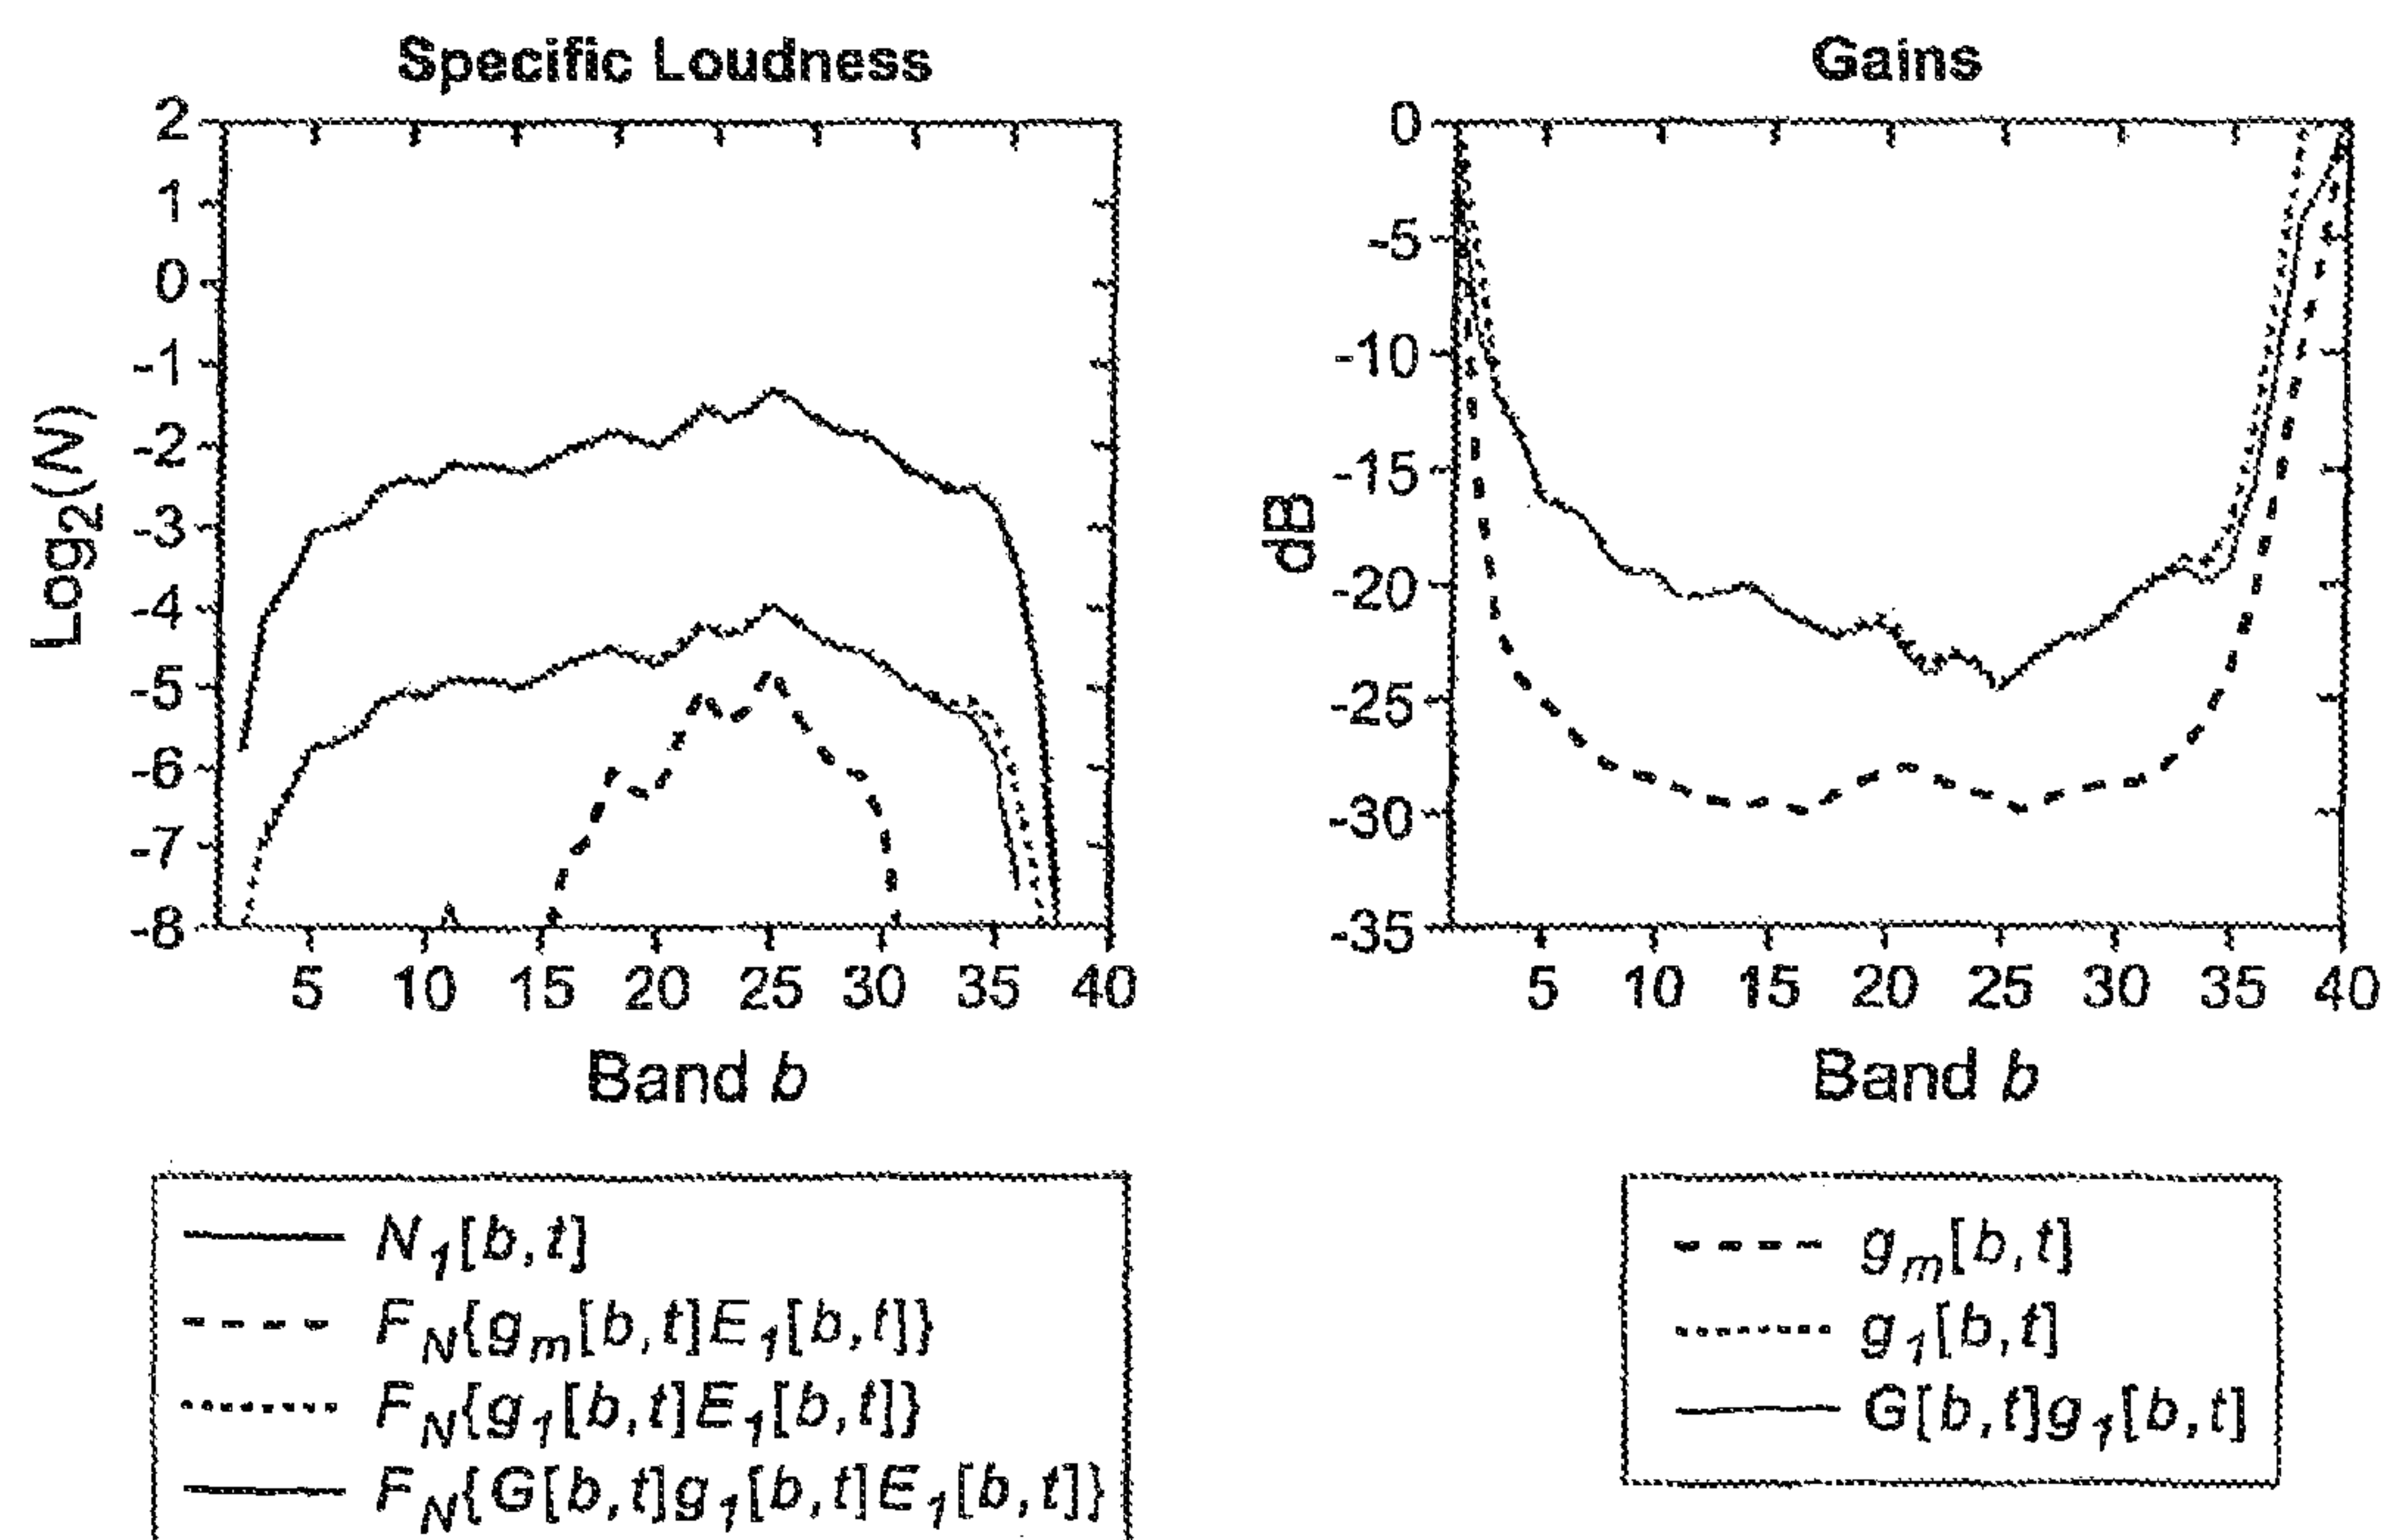 Specific Loudness
2
1
0
-1
-2
-3
-4
-5
-6
-7
-8
Log2(N)
5 10 15 20 25 30 35 40
Band b
N1[b,t]
FN{gm[b,t]E1[b,t]}
FN{g1[b,t]E1[b,t]}
FN{G[b,t]g1[b,t]E1[b,t]}
Gains
0
-5
-10
-15
-20
-25
-30
-35
dB
5 10 15 20 25 30 35 40
Band b
gm[b,t]
g1[b,t]
G[b,t]g1[b,t]